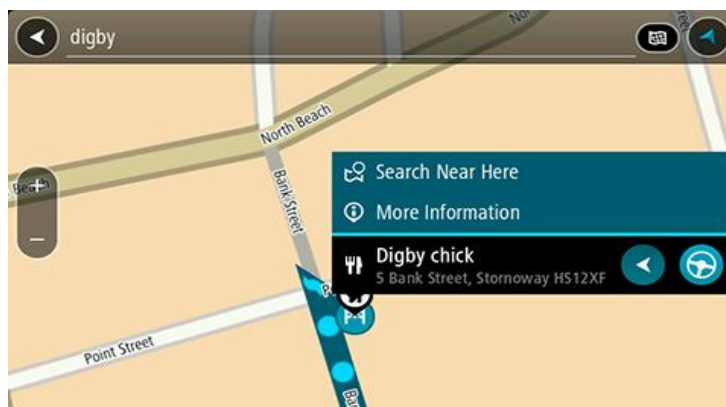 digby
North Beach
Beach
Bank Street
Search Near Here
More Information
Digby chick
5 Bank Street, Stornoway HS12XF
Point Street